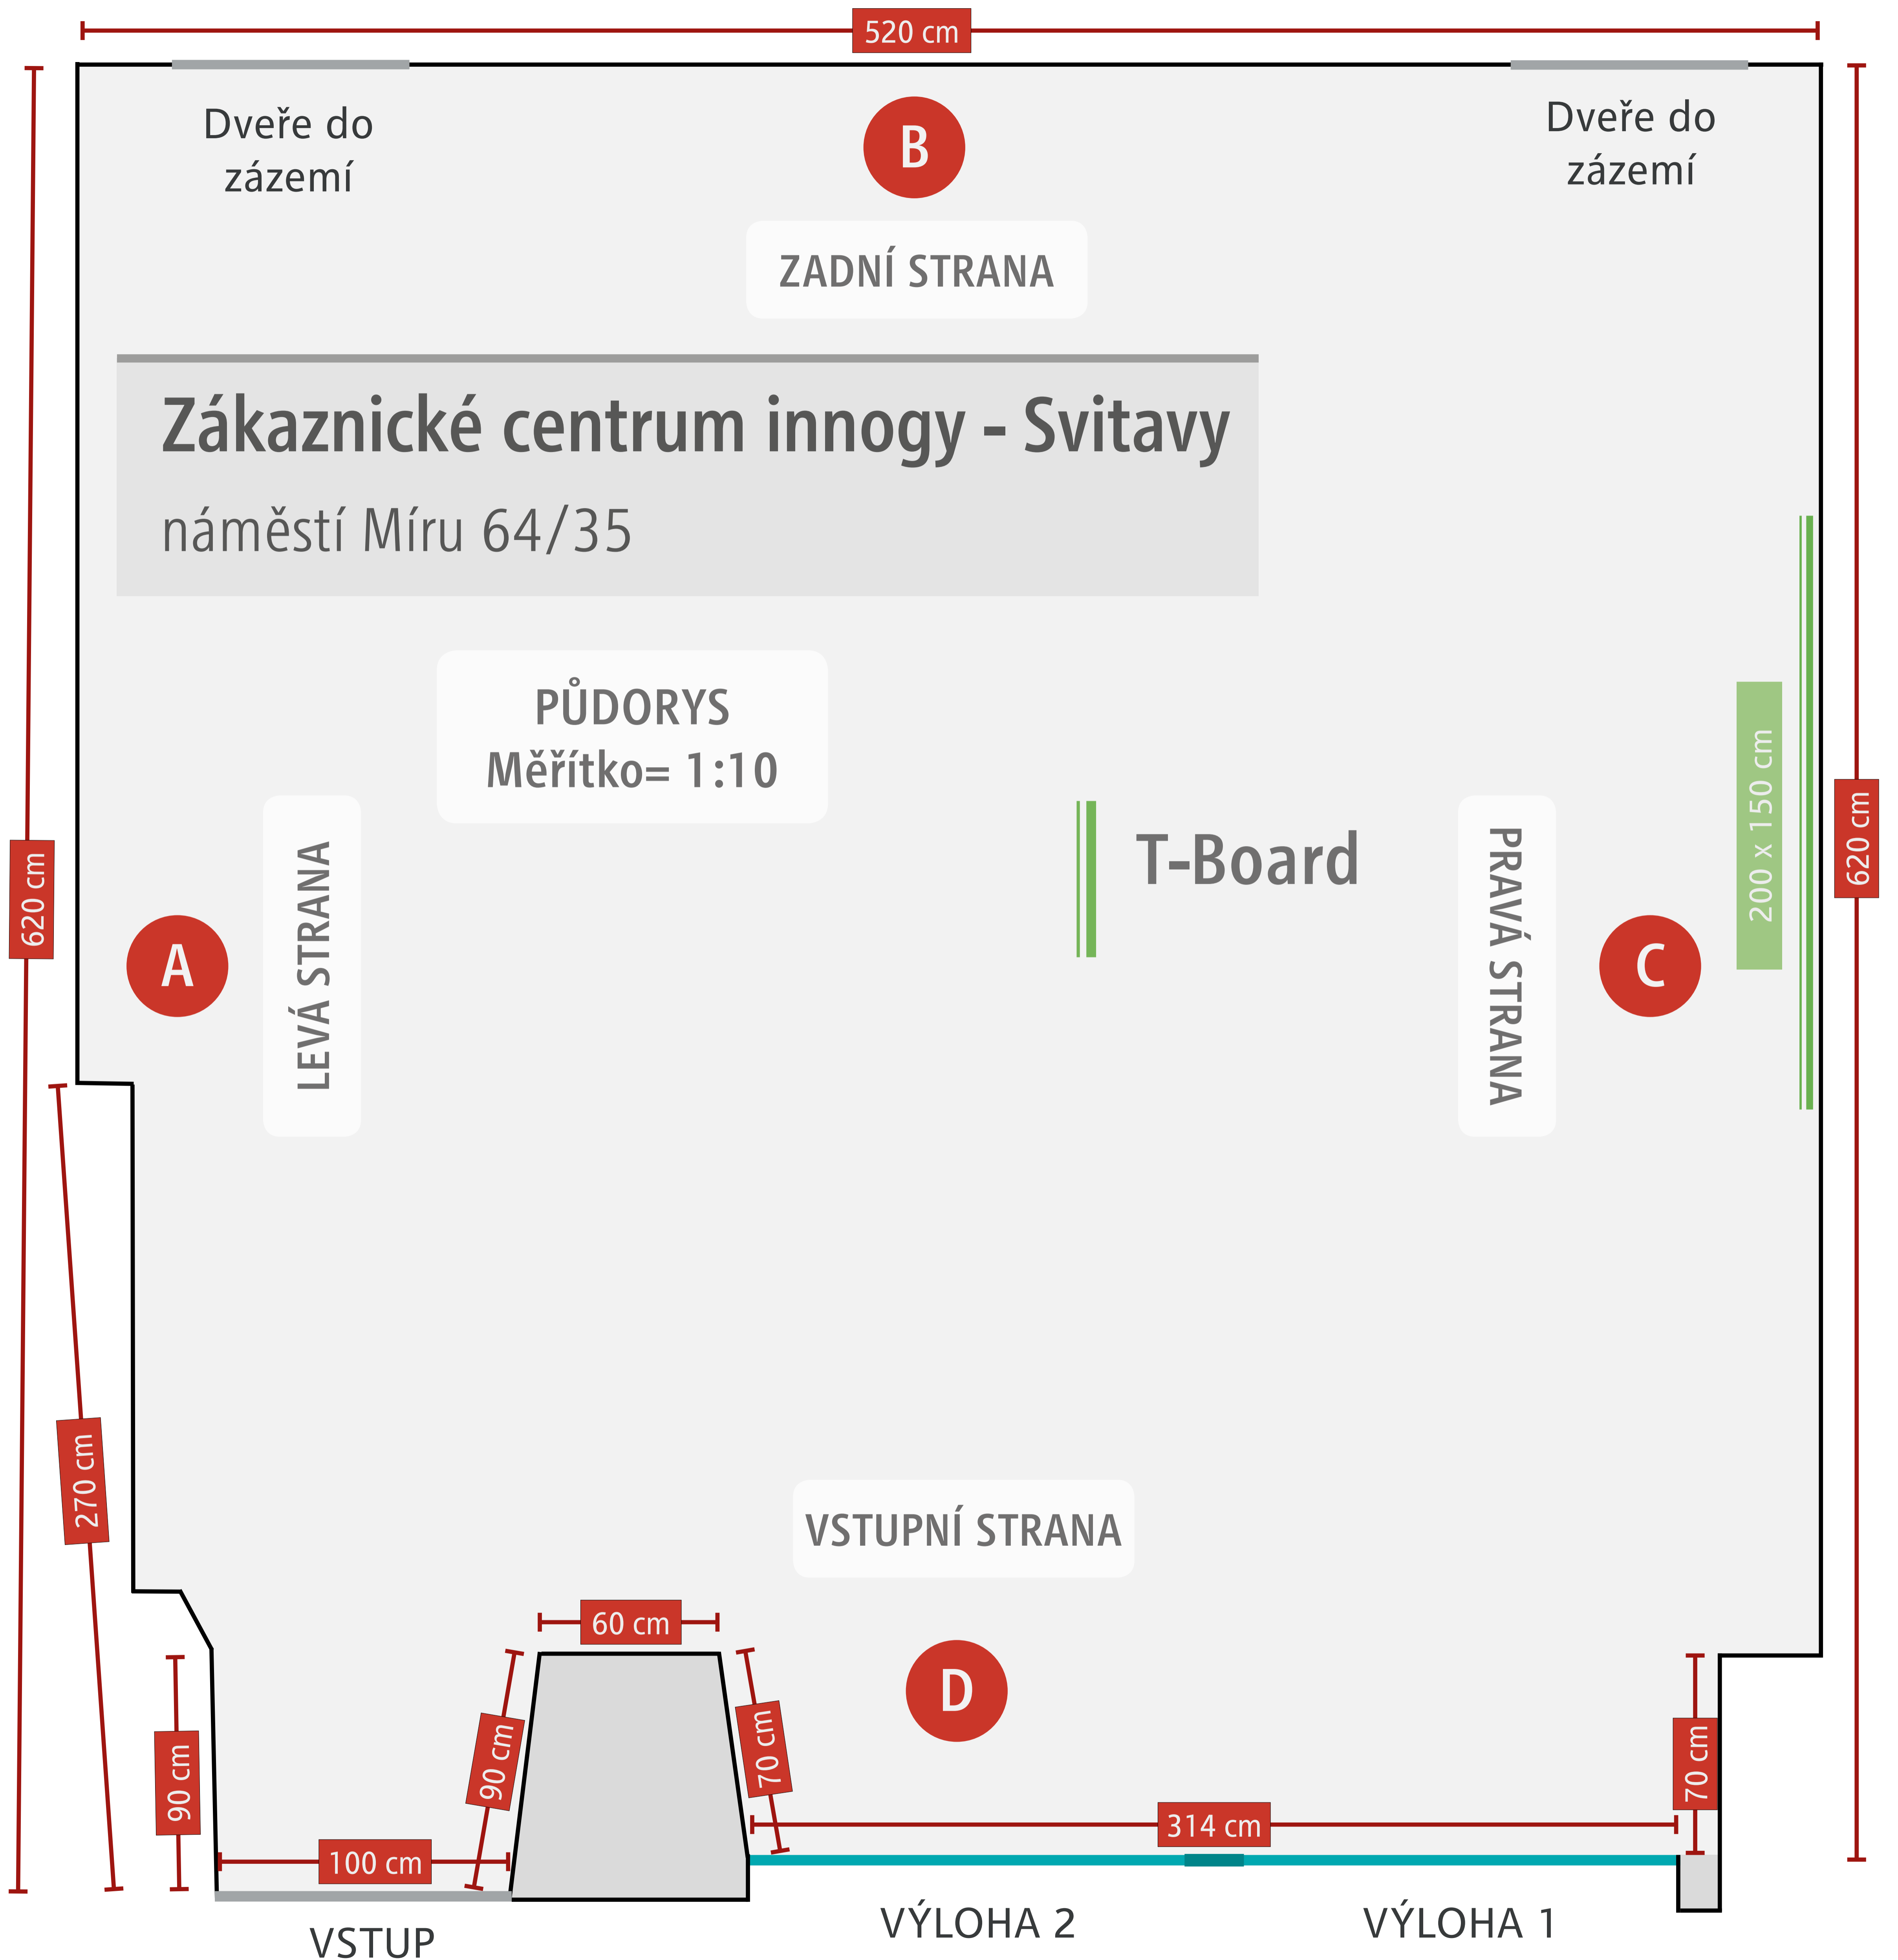 520 cm
Dveře do
zázemí
B
Dveře do
zázemí
ZADNÍ STRANA
Zákaznické centrum innogy - Svitavy
náměstí Míru 64/35
PŮDORYS
Měřítko= 1:10
T-Board
LEVÁ STRANA
PRAVÁ STRANA
200 x 150 cm
620 cm
620 cm
A
C
270 cm
VSTUPNÍ STRANA
60 cm
D
90 cm
90 cm
70 cm
70 cm
100 cm
314 cm
VSTUP
VÝLOHA 2
VÝLOHA 1